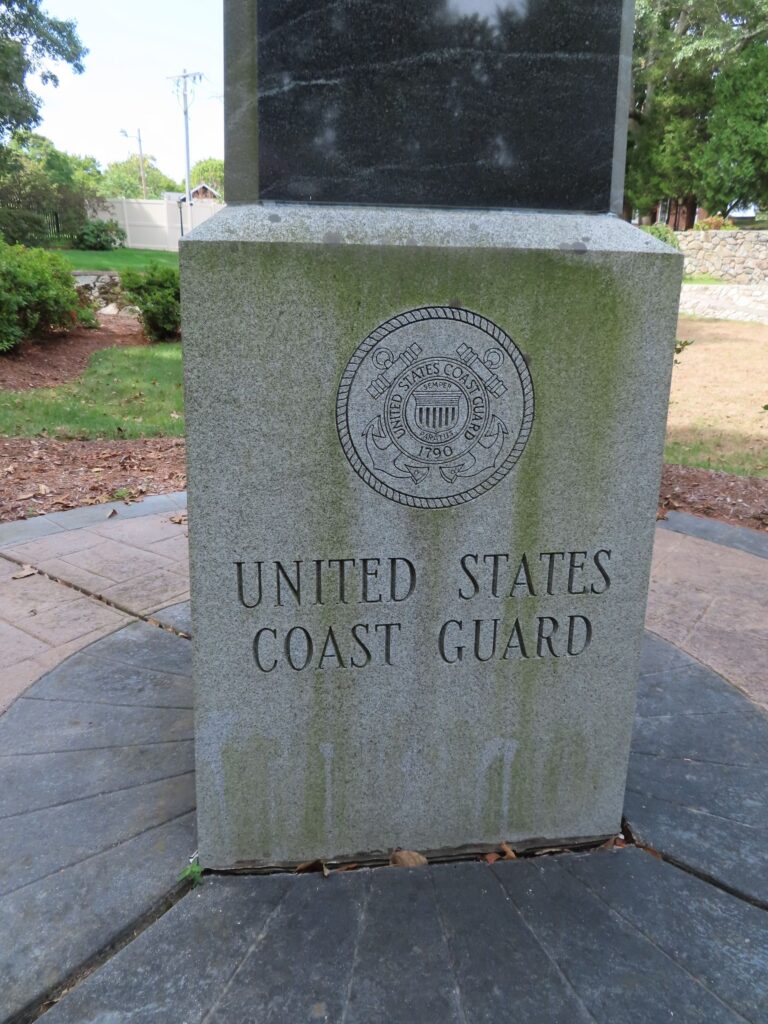 UNITED STATES COAST GUARD
SEMPER
PARATUS
1790
UNITED STATES
COAST GUARD